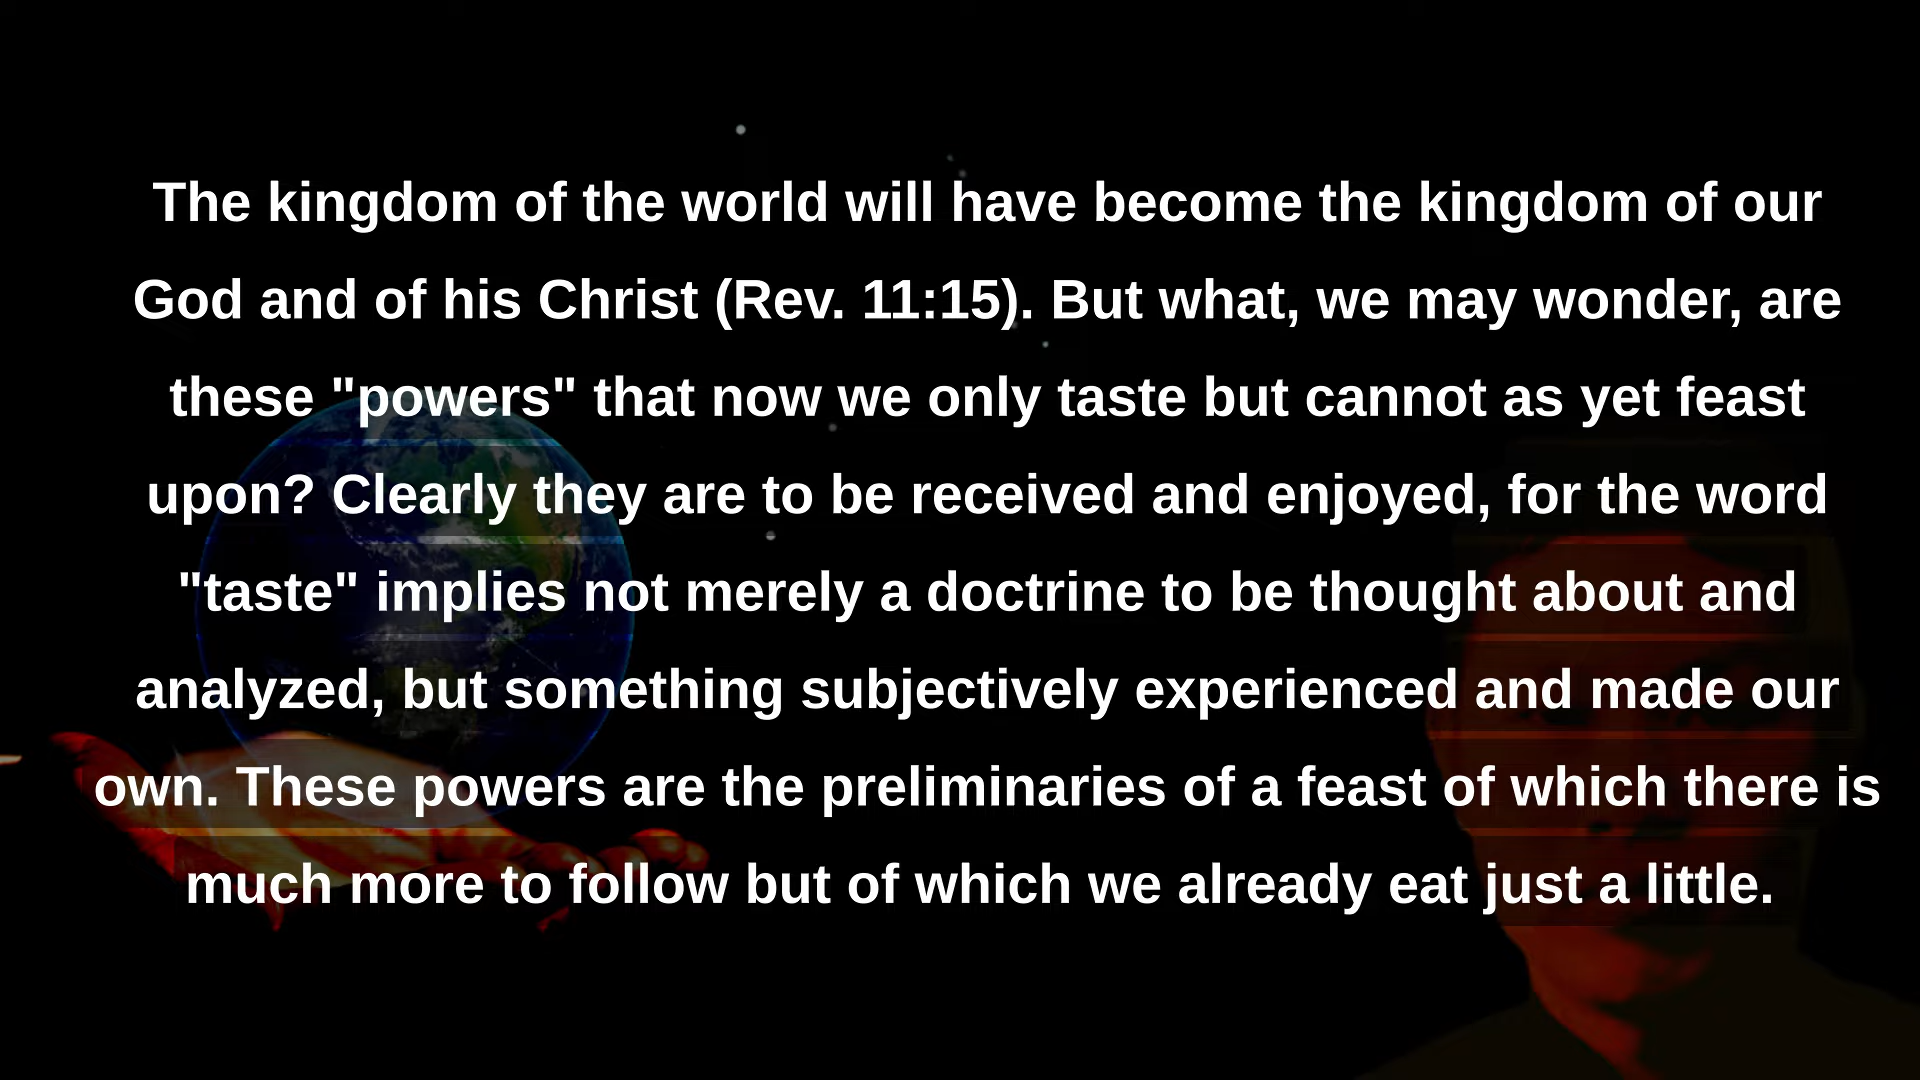 The kingdom of the world will have become the kingdom of our
God and of his Christ (Rev. 11:15). But what, we may wonder, are
these "powers" that now we only taste but cannot as yet feast
upon? Clearly they are to be received and enjoyed, for the word
"taste" implies not merely a doctrine to be thought about and
analyzed, but something subjectively experienced and made our
own. These powers are the preliminaries of a feast of which there is
much more to follow but of which we already eat just a little.